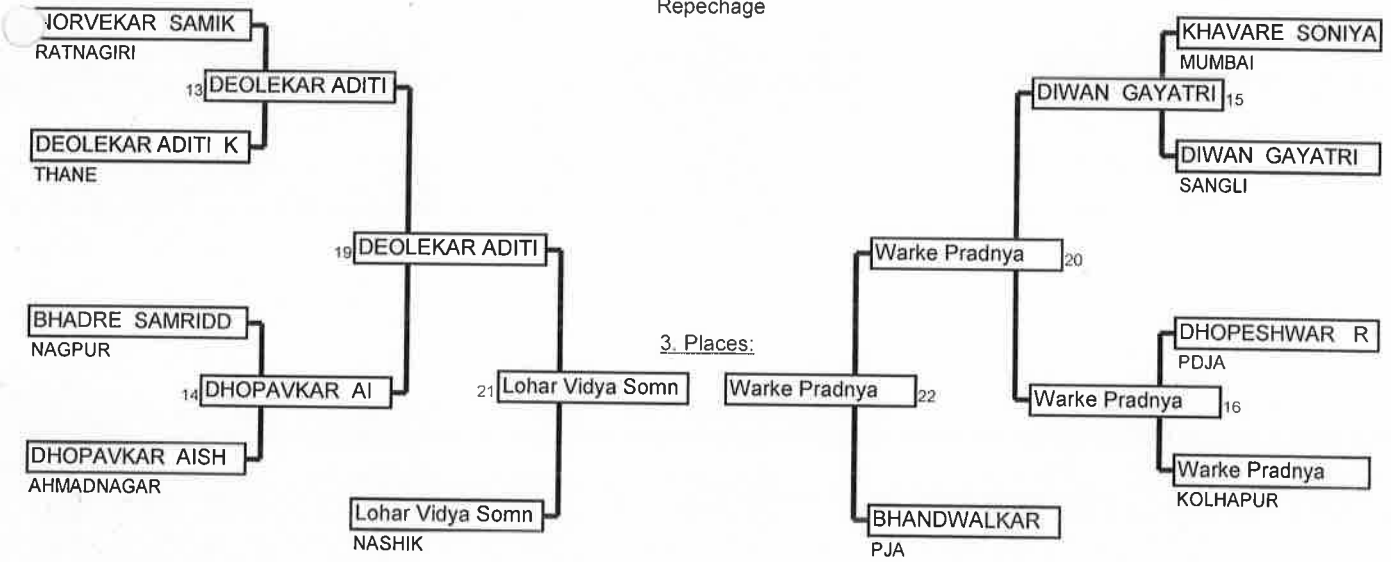 Repechage
NORVEKAR SAMIK
RATNAGIRI
13 DEOLEKAR ADITI
DEOLEKAR ADITI K
THANE
19 DEOLEKAR ADITI
BHADRE SAMRIDD
NAGPUR
14 DHOPAVKAR AI
DHOPAVKAR AISH
AHMADNAGAR
21 Lohar Vidya Somn
Lohar Vidya Somn
NASHIK
3. Places:
KHAVARE SONIYA
MUMBAI
DIWAN GAYATRI 15
DIWAN GAYATRI
SANGLI
Warke Pradnya 20
DHOPESHWAR R
PDJA
Warke Pradnya 22
Warke Pradnya 16
Warke Pradnya
KOLHAPUR
BHANDWALKAR
PJA